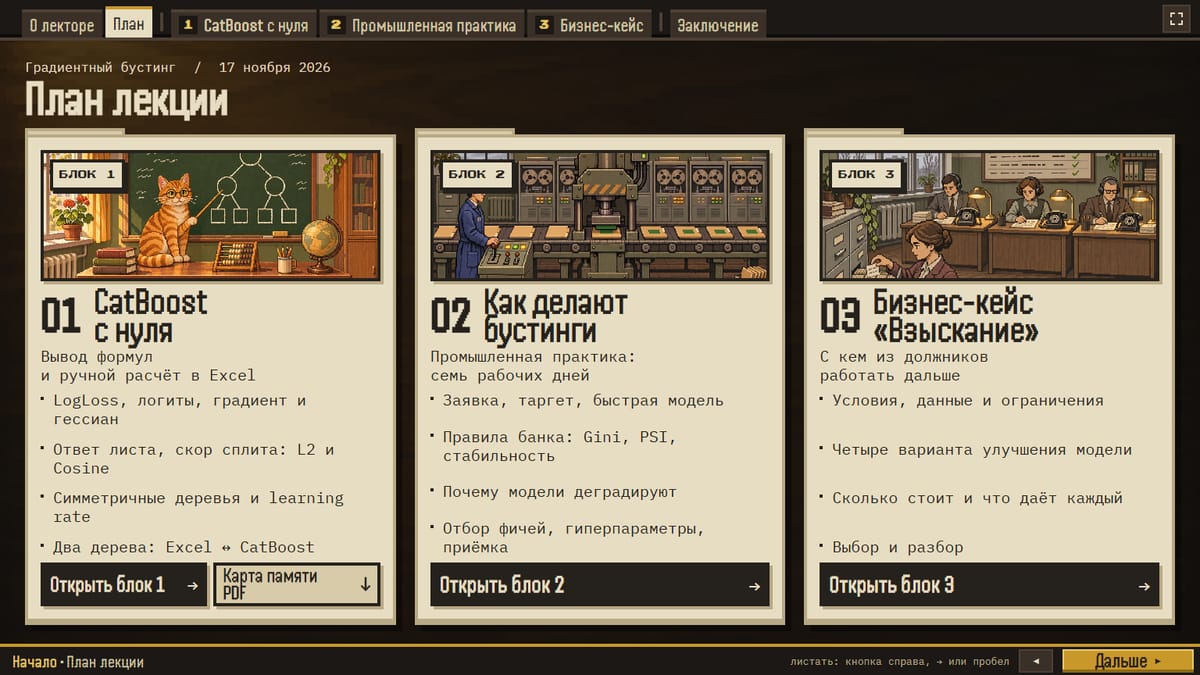 О лекторе
План
1 CatBoost с нуля
2 Промышленная практика
3 Бизнес-кейс
Заключение
Градиентный бустинг / 17 ноября 2026
План лекции
БЛОК 1
01 CatBoost
с нуля
Вывод формул
и ручной расчёт в Excel
LogLoss, логиты, градиент и
гессиан
Ответ листа, скор сплита: L2 и
Cosine
Симметричные деревья и learning
rate
Два дерева: Excel ↔ CatBoost
Открыть блок 1 →
Карта памяти
PDF ↓
БЛОК 2
02 Как делают
бустинги
Промышленная практика:
семь рабочих дней
Заявка, таргет, быстрая модель
Правила банка: Gini, PSI,
стабильность
Почему модели деградируют
Отбор фичей, гиперпараметры,
приёмка
Открыть блок 2 →
БЛОК 3
03 Бизнес-кейс
«Взыскание»
С кем из должников
работать дальше
Условия, данные и ограничения
Четыре варианта улучшения модели
Сколько стоит и что даёт каждый
Выбор и разбор
Открыть блок 3 →
Начало · План лекции
листать: кнопка справа, → или пробел
Дальше ▸